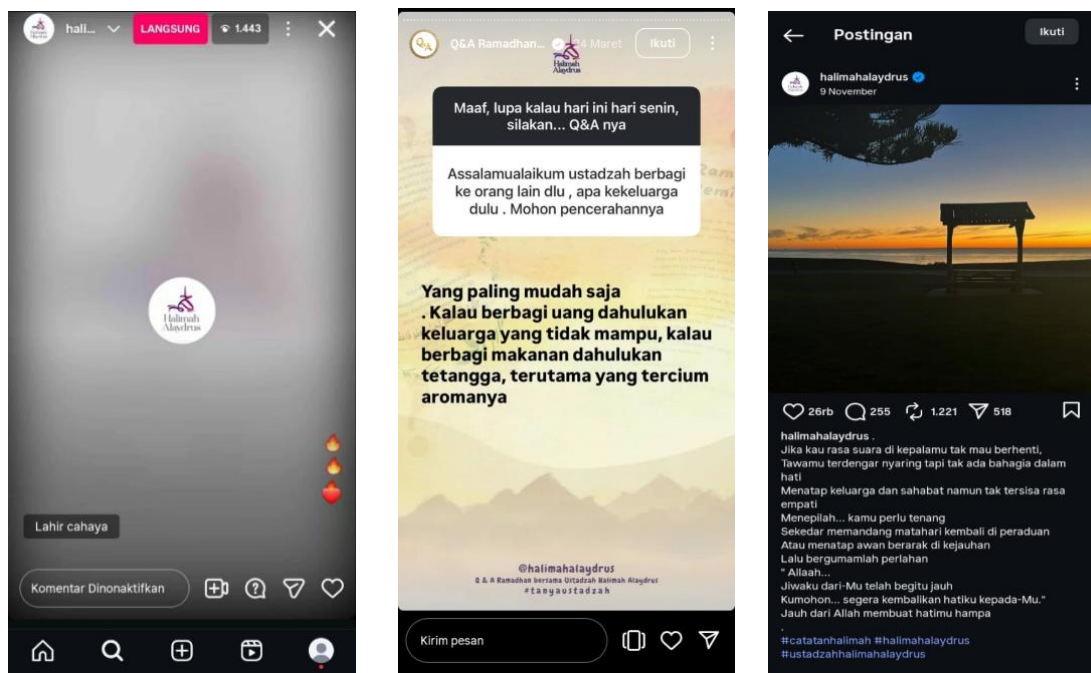 hali...
LANGSUNG
1.443
Halimah
Alaydrus
Lahir cahaya
Komentar Dinonaktifkan
Q&A
Q&A Ramadhan...
24 Maret
Ikuti
Halimah
Alaydrus
Maaf, lupa kalau hari ini hari senin,
silakan... Q&A nya
Assalamualaikum ustadzah berbagi
ke orang lain dlu , apa kekeluarga
dulu . Mohon pencerahannya
Yang paling mudah saja
. Kalau berbagi uang dahulukan
keluarga yang tidak mampu, kalau
berbagi makanan dahulukan
tetangga, terutama yang tercium
aromanya
@halimahalaydrus
Q & A Ramadhan bersama Ustadzah Halimah Alaydrus
#tanyaustadzah
Kirim pesan
Postingan
Ikuti
halimahalaydrus
9 November
26rb
255
1.221
518
halimahalaydrus .
Jika kau rasa suara di kepalamu tak mau berhenti,
Tawamu terdengar nyaring tapi tak ada bahagia dalam
hati
Menatap keluarga dan sahabat namun tak tersisa rasa
empati
Menepilah... kamu perlu tenang
Sekedar memandang matahari kembali di peraduan
Atau menatap awan berarak di kejauhan
Lalu bergumamlah perlahan
" Allaah...
Jiwaku dari-Mu telah begitu jauh
Kumohon... segera kembalikan hatiku kepada-Mu."
Jauh dari Allah membuat hatimu hampa
.
#catatanhalimah #halimahalaydrus
#ustadzahhalimahalaydrus